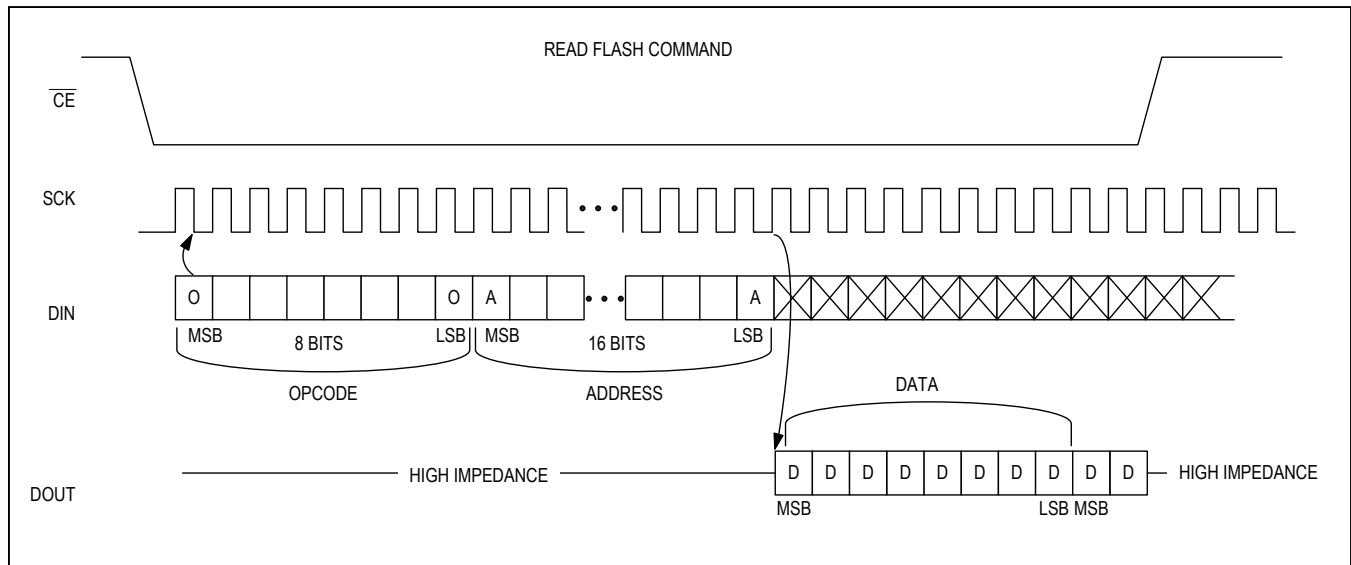 READ FLASH COMMAND
CE
SCK
DIN
O O A • • • A
MSB 8 BITS LSB MSB 16 BITS LSB
OPCODE ADDRESS
DATA
DOUT
HIGH IMPEDANCE D D D D D D D D D D HIGH IMPEDANCE
MSB LSB MSB